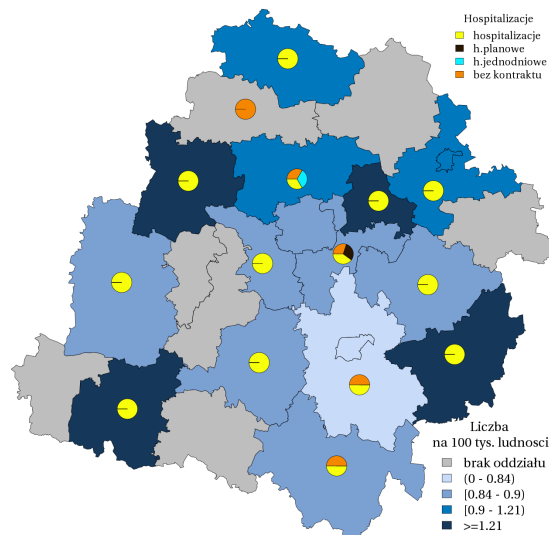 Hospitalizacje
hospitalizacje
h.planowe
h.jednodniowe
bez kontraktu
Liczba
na 100 tys. ludnosci
brak oddziału
(0 - 0.84)
[0.84 - 0.9)
[0.9 - 1.21)
>=1.21